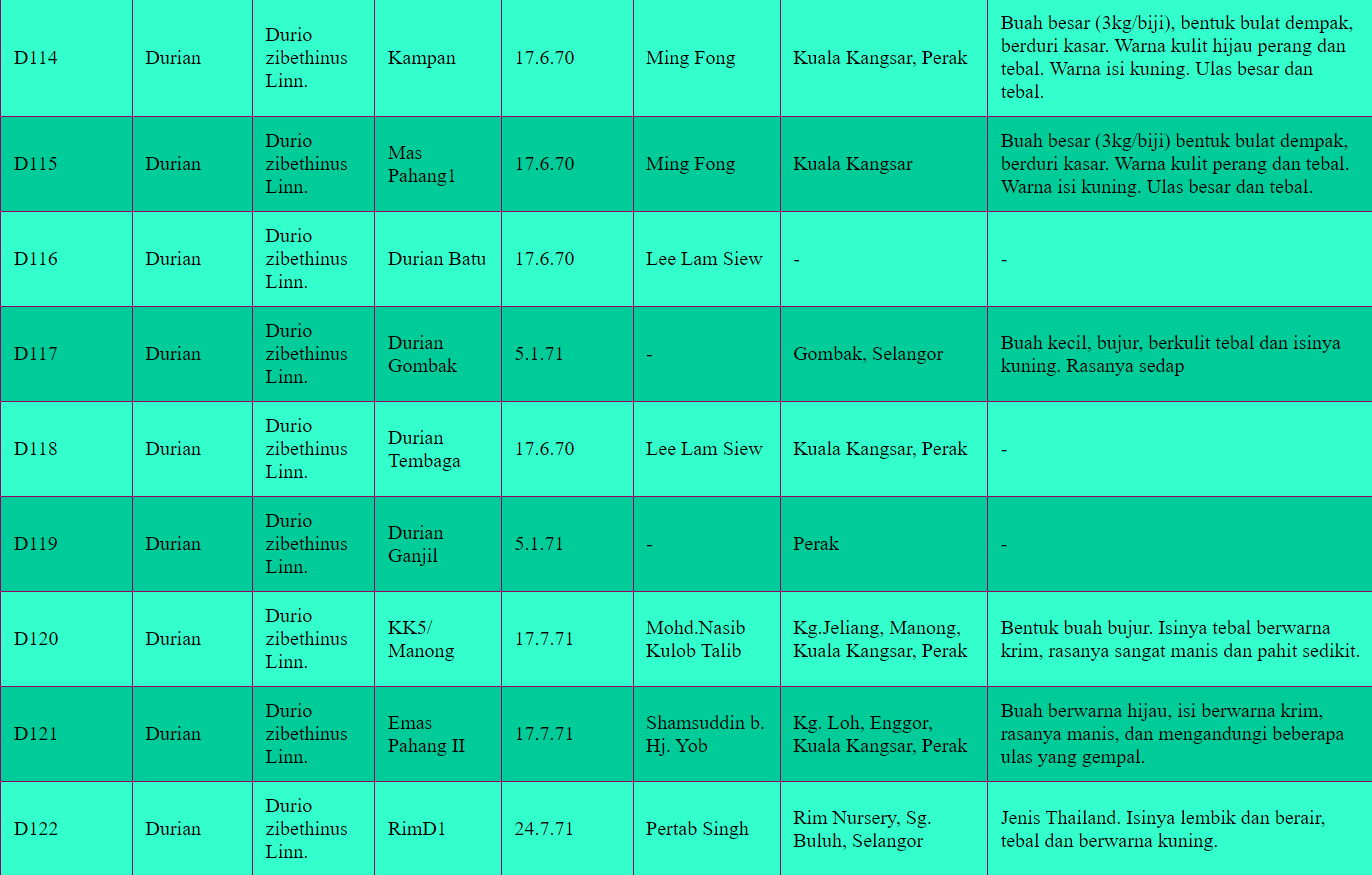 D114 Durian Durio zibethinus Linn. Kampan 17.6.70 Ming Fong Kuala Kangsar, Perak Buah besar (3kg/biji), bentuk bulat dempak, berduri kasar. Warna kulit hijau perang dan tebal. Warna isi kuning. Ulas besar dan tebal.
D115 Durian Durio zibethinus Linn. Mas Pahang1 17.6.70 Ming Fong Kuala Kangsar Buah besar (3kg/biji) bentuk bulat dempak, berduri kasar. Warna kulit perang dan tebal. Warna isi kuning. Ulas besar dan tebal.
D116 Durian Durio zibethinus Linn. Durian Batu 17.6.70 Lee Lam Siew - -
D117 Durian Durio zibethinus Linn. Durian Gombak 5.1.71 - Gombak, Selangor Buah kecil, bujur, berkulit tebal dan isinya kuning. Rasanya sedap
D118 Durian Durio zibethinus Linn. Durian Tembaga 17.6.70 Lee Lam Siew Kuala Kangsar, Perak -
D119 Durian Durio zibethinus Linn. Durian Ganjil 5.1.71 - Perak -
D120 Durian Durio zibethinus Linn. KK5/ Manong 17.7.71 Mohd.Nasib Kulob Talib Kg.Jeliang, Manong, Kuala Kangsar, Perak Bentuk buah bujur. Isinya tebal berwarna krim, rasanya sangat manis dan pahit sedikit.
D121 Durian Durio zibethinus Linn. Emas Pahang II 17.7.71 Shamsuddin b. Hj. Yob Kg. Loh, Enggor, Kuala Kangsar, Perak Buah berwarna hijau, isi berwarna krim, rasanya manis, dan mengandungi beberapa ulas yang gempal.
D122 Durian Durio zibethinus Linn. RimD1 24.7.71 Pertab Singh Rim Nursery, Sg. Buluh, Selangor Jenis Thailand. Isinya lembik dan berair, tebal dan berwarna kuning.